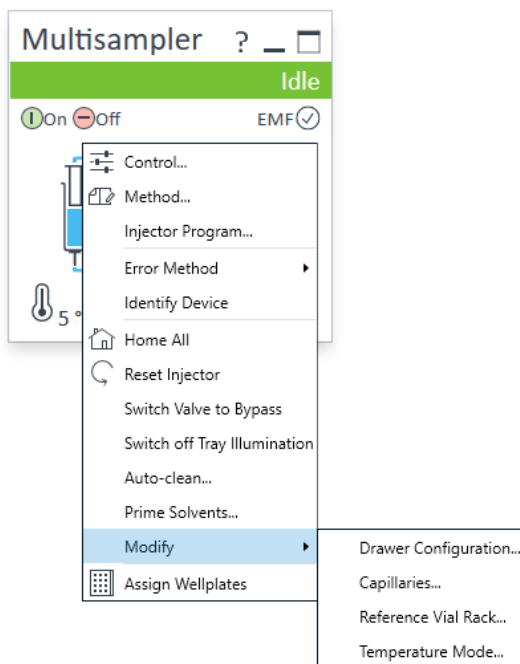 Multisampler ?
Idle
On Off EMF
Control...
Method...
Injector Program...
Error Method
Identify Device
5 °
Home All
Reset Injector
Switch Valve to Bypass
Switch off Tray Illumination
Auto-clean...
Prime Solvents...
Modify
Drawer Configuration...
Assign Wellplates
Capillaries...
Reference Vial Rack...
Temperature Mode...